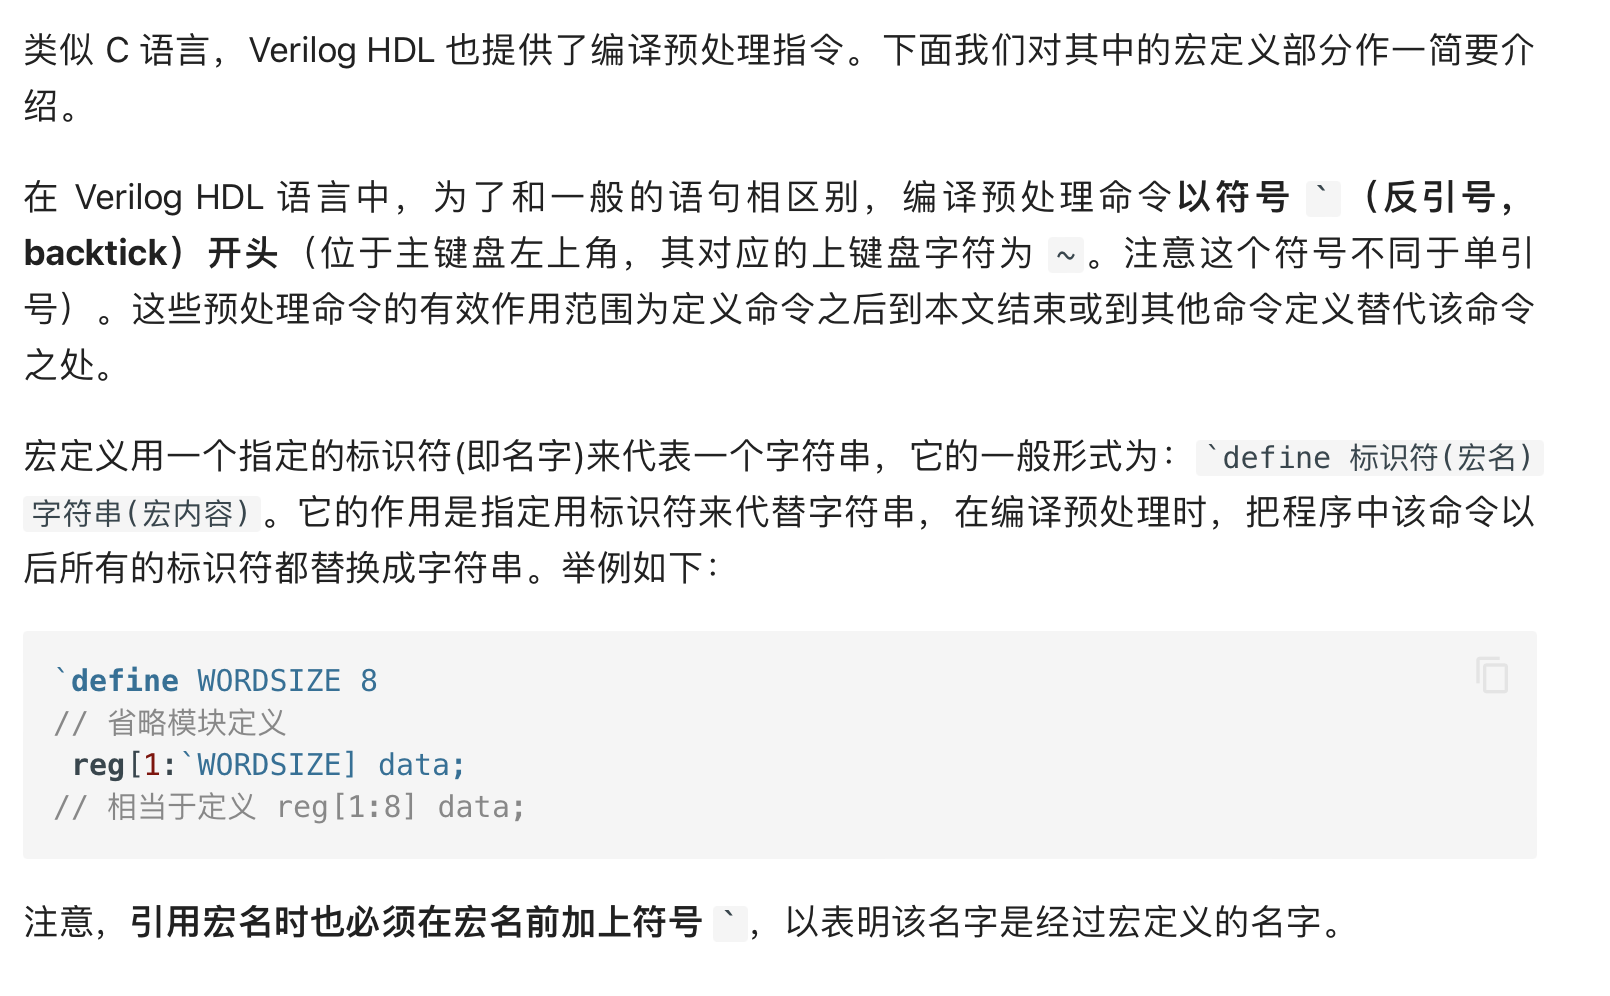 类似 C 语言，Verilog HDL 也提供了编译预处理指令。下面我们对其中的宏定义部分作一简要介
绍。
在 Verilog HDL 语言中，为了和一般的语句相区别，编译预处理命令以符号 ` （反引号，
backtick）开头（位于主键盘左上角，其对应的上键盘字符为 ~ 。注意这个符号不同于单引
号）。这些预处理命令的有效作用范围为定义命令之后到本文结束或到其他命令定义替代该命令
之处。
宏定义用一个指定的标识符(即名字)来代表一个字符串，它的一般形式为： `define 标识符(宏名)
字符串(宏内容) 。它的作用是指定用标识符来代替字符串，在编译预处理时，把程序中该命令以
后所有的标识符都替换成字符串。举例如下：
`define WORDSIZE 8
// 省略模块定义
 reg[1:`WORDSIZE] data;
// 相当于定义 reg[1:8] data;
注意，引用宏名时也必须在宏名前加上符号 ` ，以表明该名字是经过宏定义的名字。